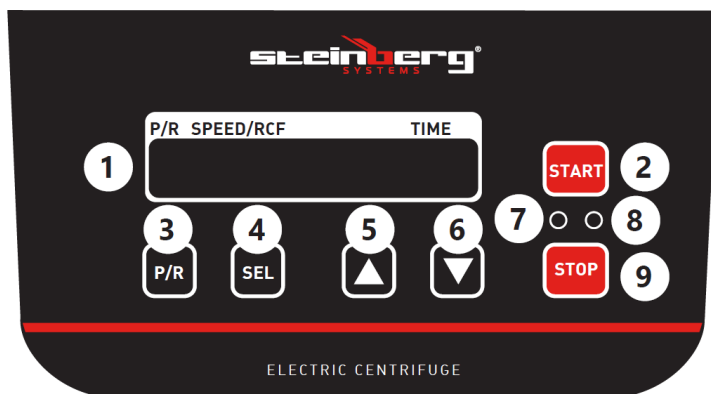 steinberg®
SYSTEMS
P/R SPEED/RCF TIME
1
START 2
3 4 5 6 7 8
P/R SEL STOP 9
ELECTRIC CENTRIFUGE